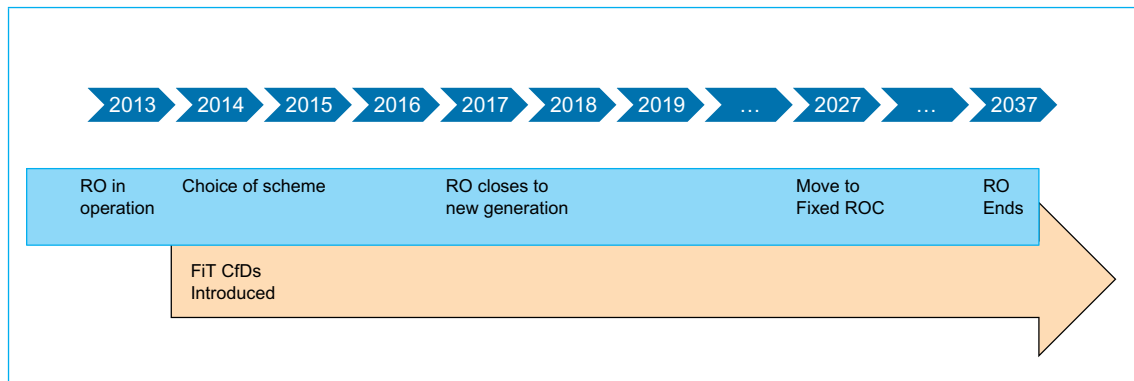 2013 2014 2015 2016 2017 2018 2019 ... 2027 ... 2037
RO in
operation
Choice of scheme
RO closes to
new generation
Move to
Fixed ROC
RO
Ends
FiT CfDs
Introduced